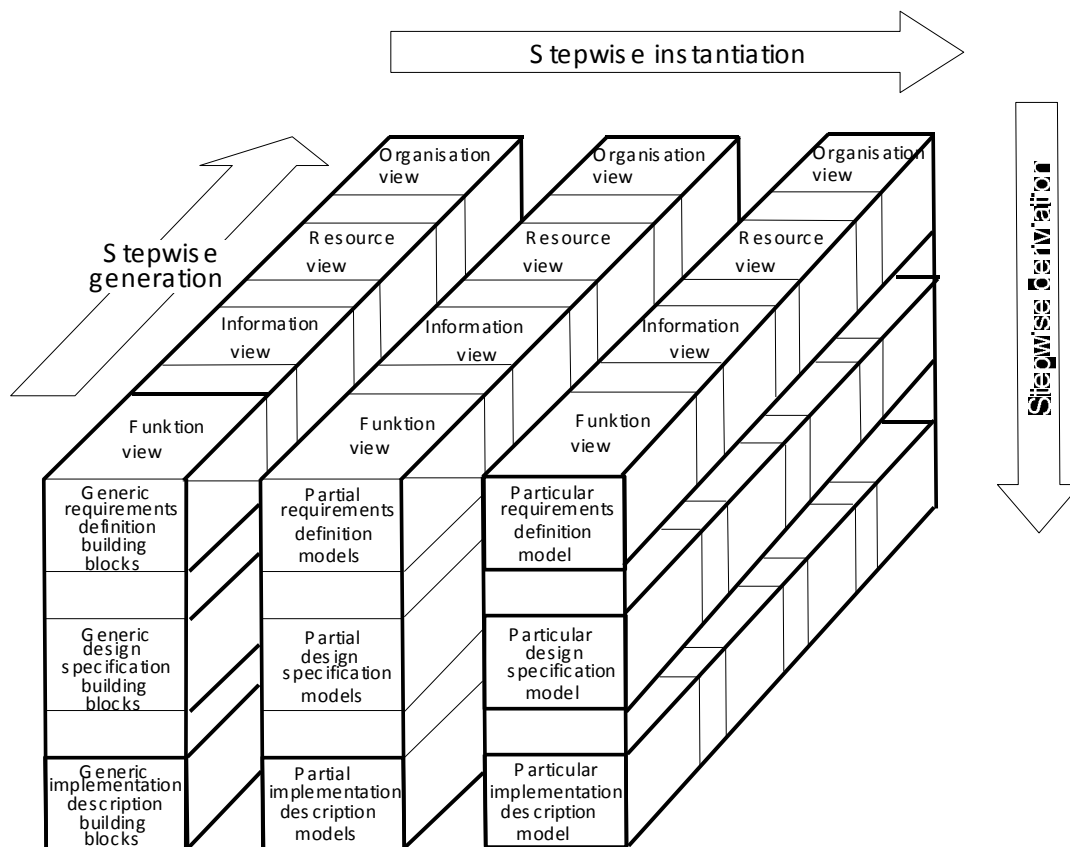 Stepwise instantiation
Stepwise deriviation
Stepwise
generation
Organisation
view
Organisation
view
Organisation
view
Resource
view
Resource
view
Resource
view
Information
view
Information
view
Information
view
Funktion
view
Funktion
view
Funktion
view
Generic
requirements
definition
building
blocks
Partial
requirements
definition
models
Particular
requirements
definition
model
Generic
design
specification
building
blocks
Partial
design
specification
models
Particular
design
specification
model
Generic
implementation
description
building
blocks
Partial
implementation
description
models
Particular
implementation
description
model